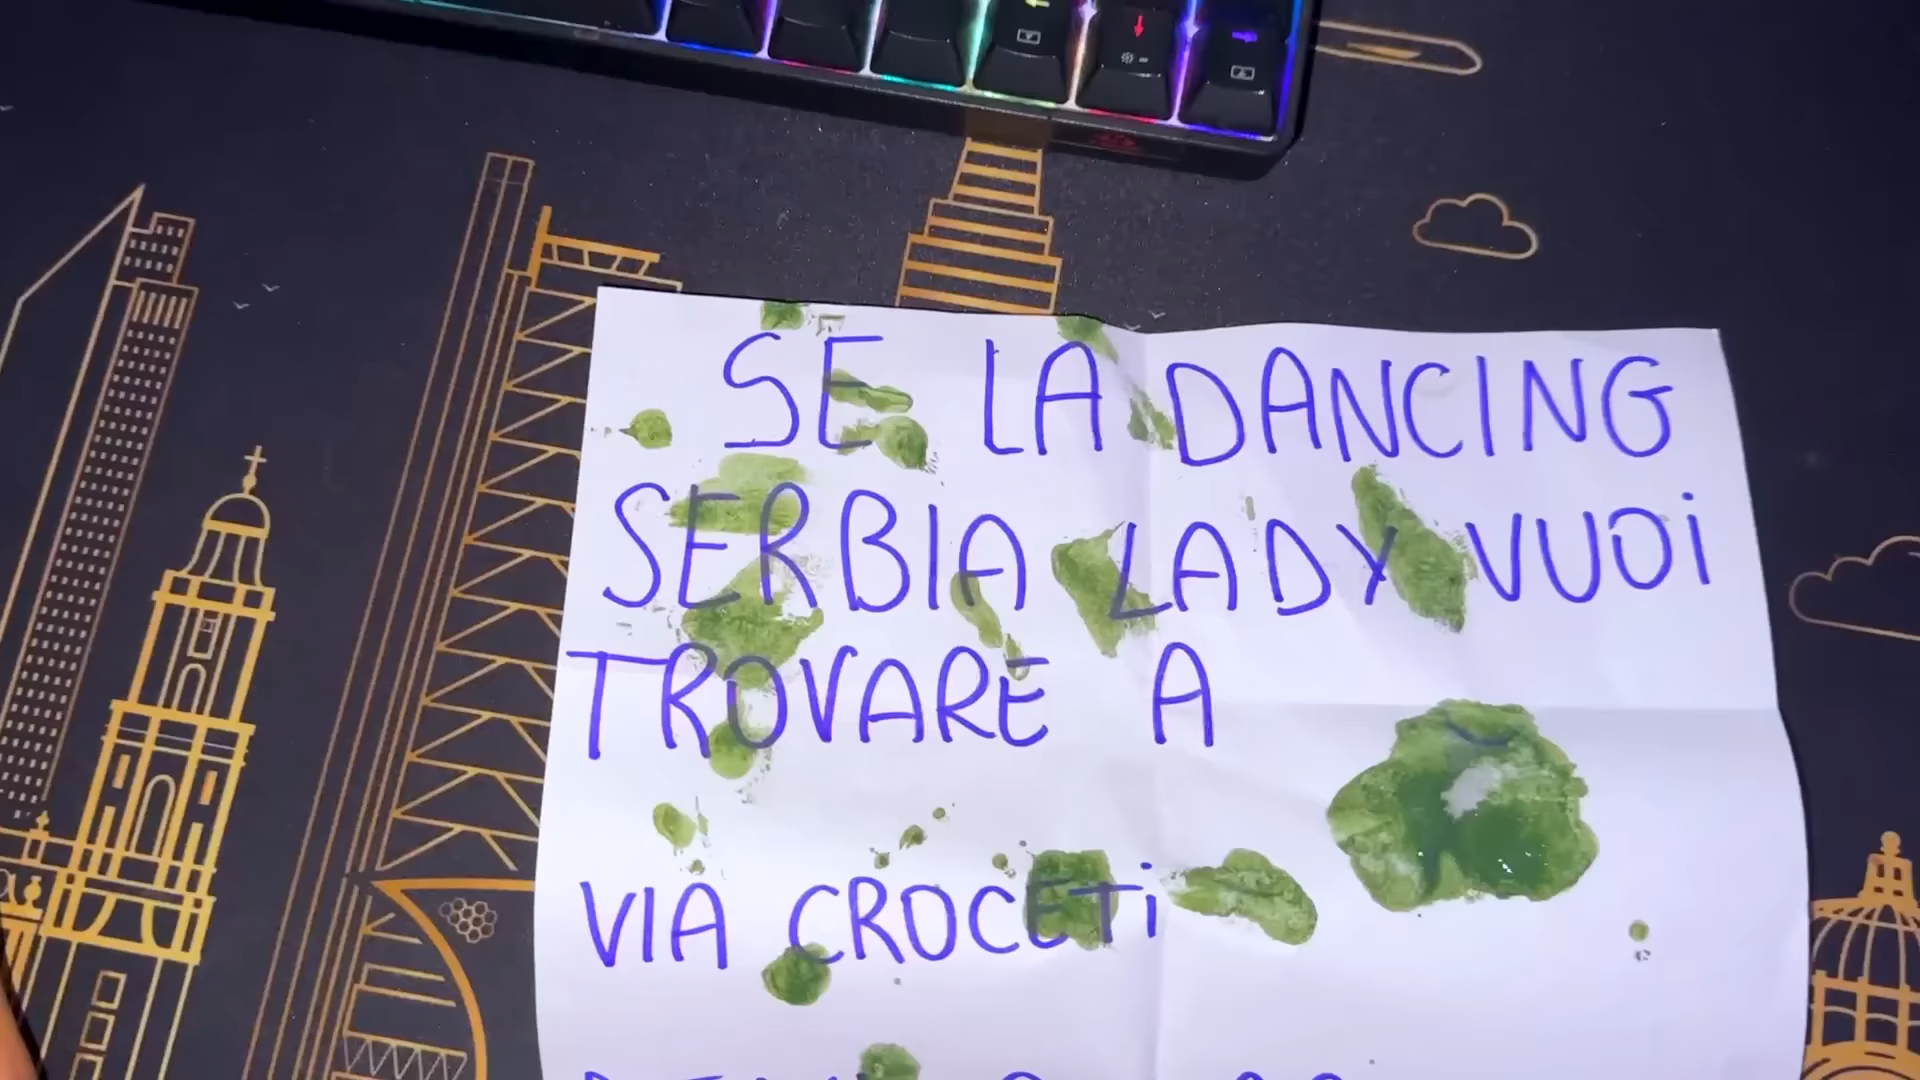 SE LA DANCING
SERBIA LADY VUOi
TROVARE A
VIA CROCETi